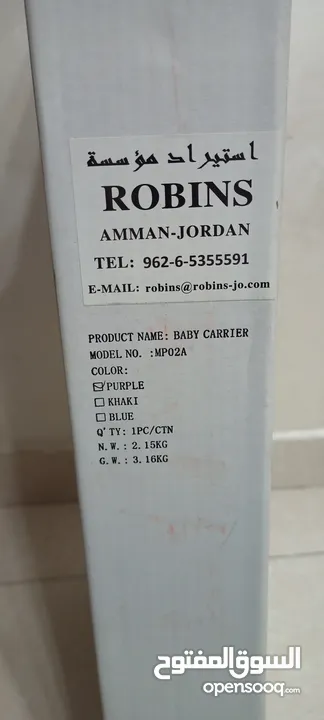 استيراد مؤسسة
ROBINS
AMMAN-JORDAN
TEL: 962-6-5355591
E-MAIL: robins@robins-jo.com
PRODUCT NAME: BABY CARRIER
MODEL NO. :MP02A
COLOR:
☑PURPLE
☐KHAKI
☐BLUE
Q'TY: 1PC/CTN
N.W.: 2.15KG
G.W.: 3.16KG
السوق المفتوح
opensooq.com